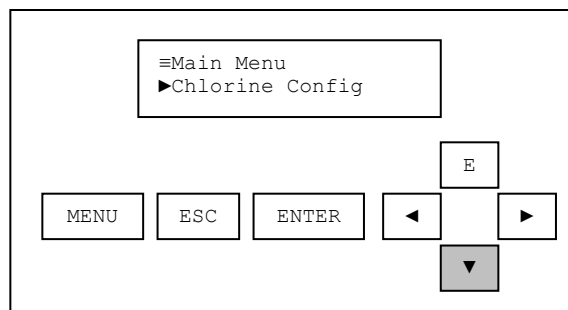 ≡Main Menu
►Chlorine Config
E
MENU ESC ENTER ◄ ►
▼